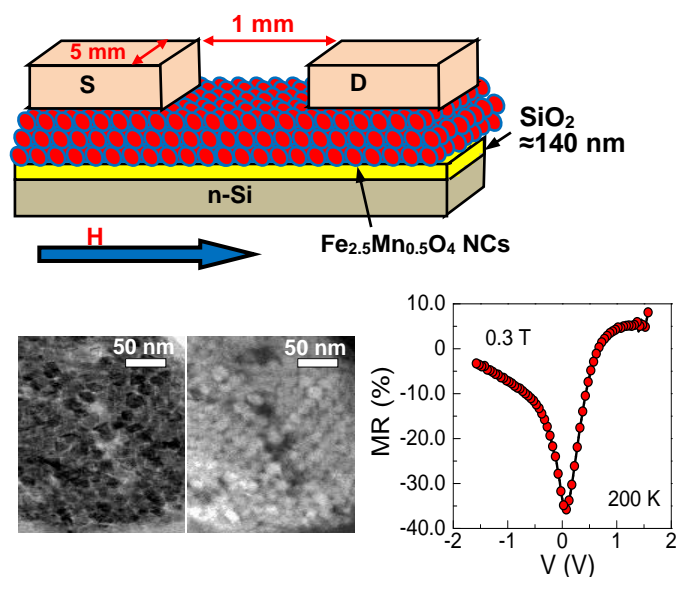 1 mm
5 mm
S
D
SiO₂
≈140 nm
n-Si
H
Fe₂.₅Mn₀.₅O₄ NCs
50 nm
50 nm
10.0
0
-10.0
-20.0
-30.0
-40.0
MR (%)
0.3 T
200 K
-2
-1
0
1
2
V (V)